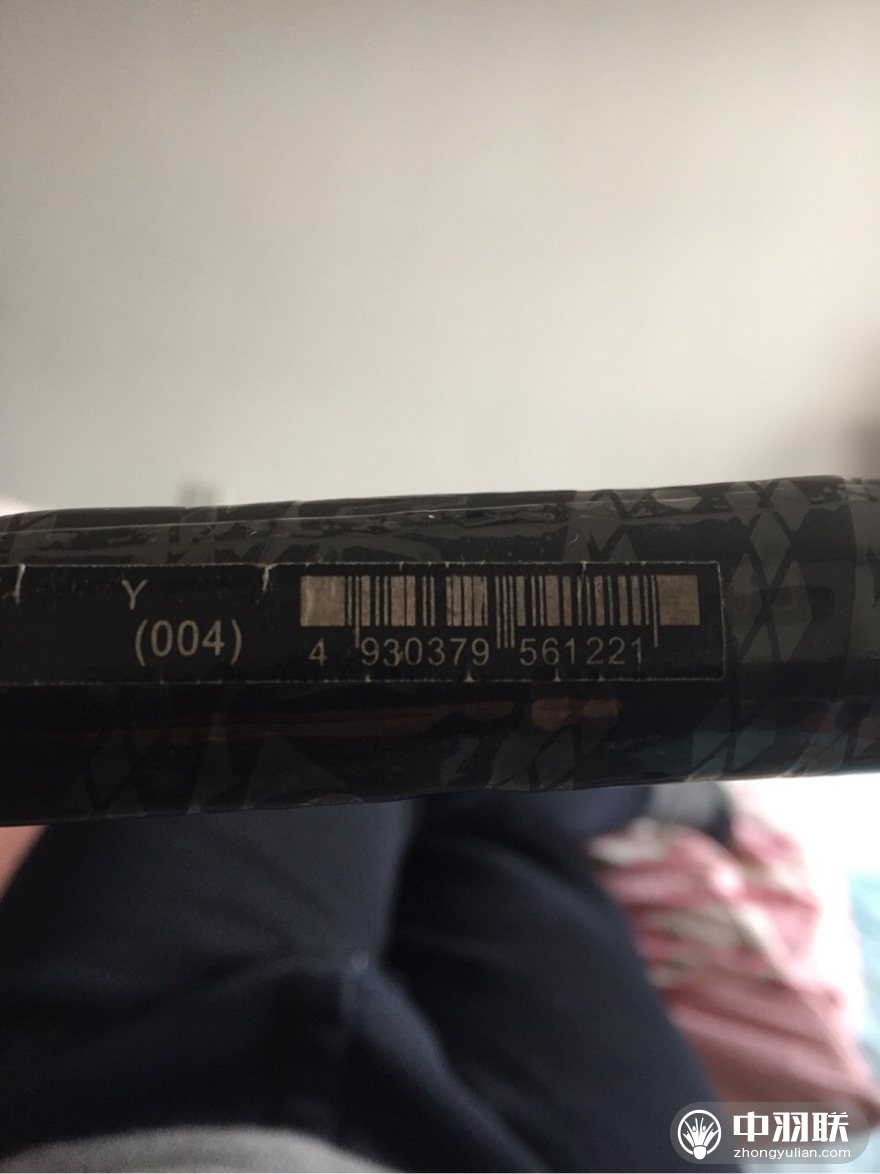 Y
(004)
4 930379 561221
中羽联
zhongyulian.com